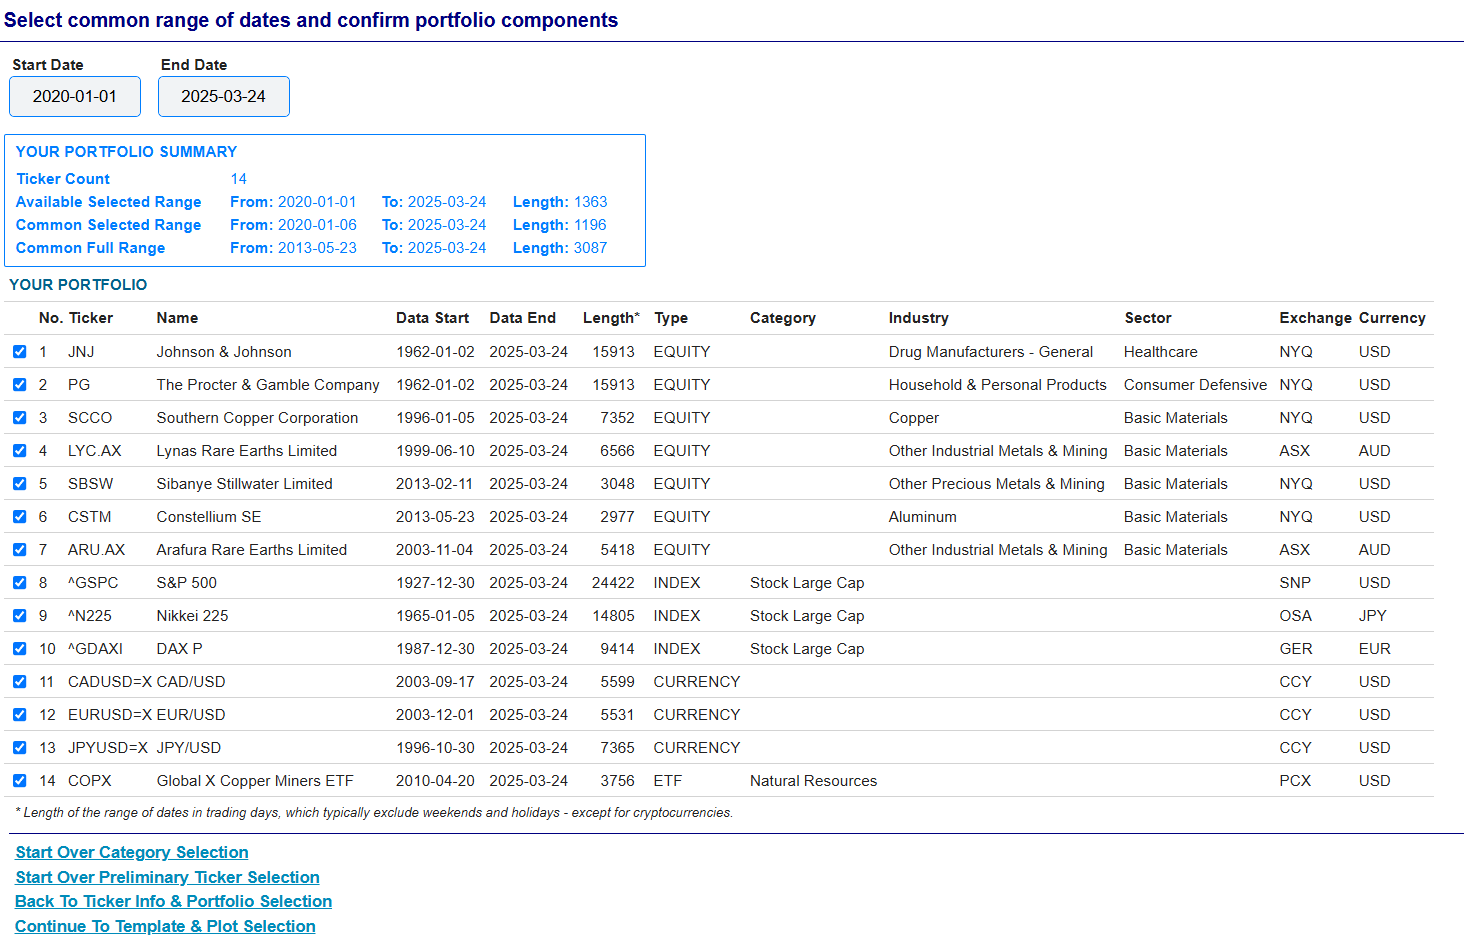 Select common range of dates and confirm portfolio components
Start Date End Date
2020-01-01 2025-03-24
YOUR PORTFOLIO SUMMARY
Ticker Count 14
Available Selected Range From: 2020-01-01 To: 2025-03-24 Length: 1363
Common Selected Range From: 2020-01-06 To: 2025-03-24 Length: 1196
Common Full Range From: 2013-05-23 To: 2025-03-24 Length: 3087
YOUR PORTFOLIO
No. Ticker Name Data Start Data End Length* Type Category Industry Sector Exchange Currency
1 JNJ Johnson & Johnson 1962-01-02 2025-03-24 15913 EQUITY Drug Manufacturers - General Healthcare NYQ USD
2 PG The Procter & Gamble Company 1962-01-02 2025-03-24 15913 EQUITY Household & Personal Products Consumer Defensive NYQ USD
3 SCCO Southern Copper Corporation 1996-01-05 2025-03-24 7352 EQUITY Copper Basic Materials NYQ USD
4 LYC.AX Lynas Rare Earths Limited 1999-06-10 2025-03-24 6566 EQUITY Other Industrial Metals & Mining Basic Materials ASX AUD
5 SBSW Sibanye Stillwater Limited 2013-02-11 2025-03-24 3048 EQUITY Other Precious Metals & Mining Basic Materials NYQ USD
6 CSTM Constellium SE 2013-05-23 2025-03-24 2977 EQUITY Aluminum Basic Materials NYQ USD
7 ARU.AX Arafura Rare Earths Limited 2003-11-04 2025-03-24 5418 EQUITY Other Industrial Metals & Mining Basic Materials ASX AUD
8 ^GSPC S&P 500 1927-12-30 2025-03-24 24422 INDEX Stock Large Cap SNP USD
9 ^N225 Nikkei 225 1965-01-05 2025-03-24 14805 INDEX Stock Large Cap OSA JPY
10 ^GDAXI DAX P 1987-12-30 2025-03-24 9414 INDEX Stock Large Cap GER EUR
11 CADUSD=X CAD/USD 2003-09-17 2025-03-24 5599 CURRENCY CCY USD
12 EURUSD=X EUR/USD 2003-12-01 2025-03-24 5531 CURRENCY CCY USD
13 JPYUSD=X JPY/USD 1996-10-30 2025-03-24 7365 CURRENCY CCY USD
14 COPX Global X Copper Miners ETF 2010-04-20 2025-03-24 3756 ETF Natural Resources PCX USD
* Length of the range of dates in trading days, which typically exclude weekends and holidays - except for cryptocurrencies.
Start Over Category Selection
Start Over Preliminary Ticker Selection
Back To Ticker Info & Portfolio Selection
Continue To Template & Plot Selection